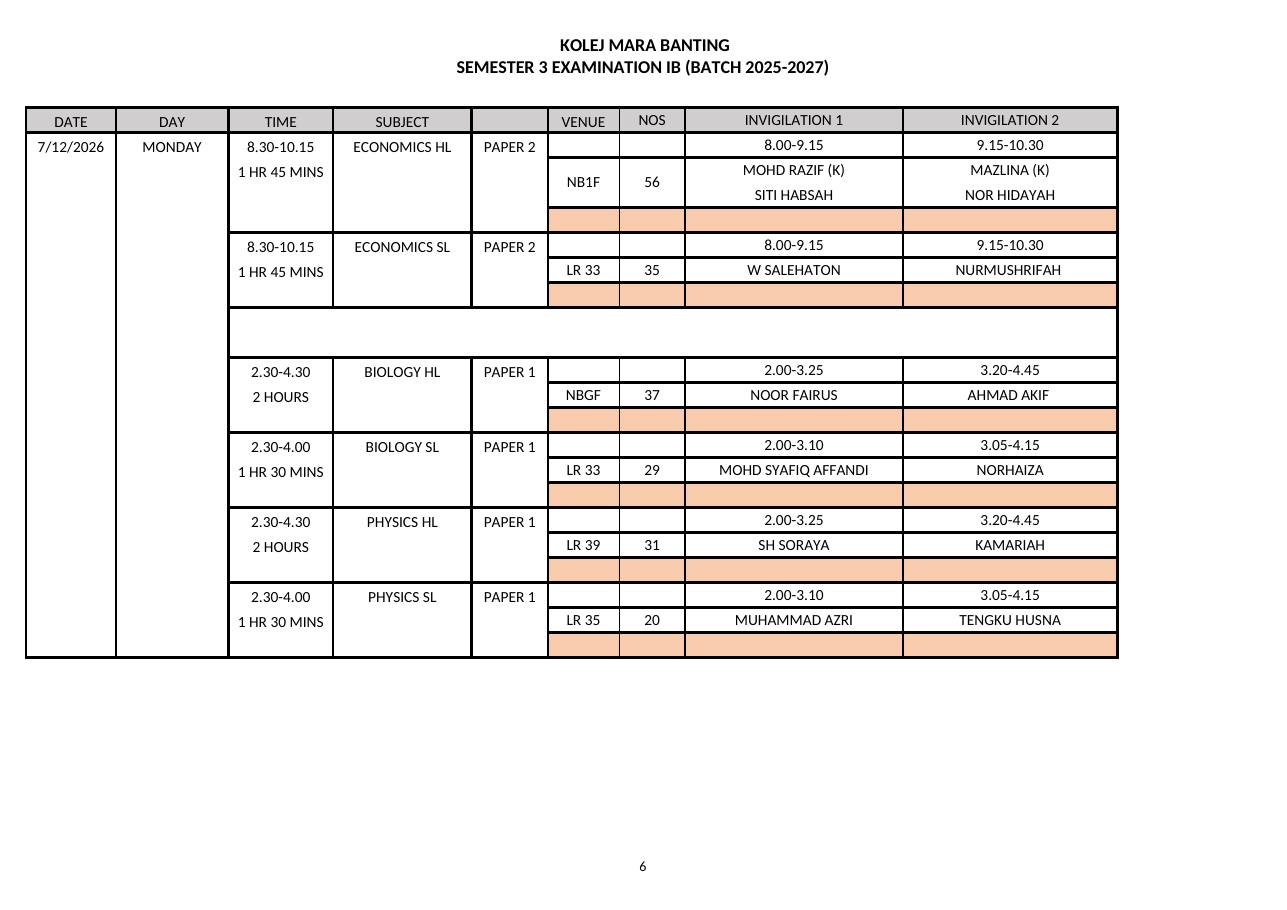 KOLEJ MARA BANTING
SEMESTER 3 EXAMINATION IB (BATCH 2025-2027)
DATE DAY TIME SUBJECT VENUE NOS INVIGILATION 1 INVIGILATION 2
7/12/2026 MONDAY 8.30-10.15 ECONOMICS HL PAPER 2 8.00-9.15 9.15-10.30
1 HR 45 MINS NB1F 56 MOHD RAZIF (K) MAZLINA (K)
SITI HABSAH NOR HIDAYAH
8.30-10.15 ECONOMICS SL PAPER 2 8.00-9.15 9.15-10.30
1 HR 45 MINS LR 33 35 W SALEHATON NURMUSHRIFAH
2.30-4.30 BIOLOGY HL PAPER 1 2.00-3.25 3.20-4.45
2 HOURS NBGF 37 NOOR FAIRUS AHMAD AKIF
2.30-4.00 BIOLOGY SL PAPER 1 2.00-3.10 3.05-4.15
1 HR 30 MINS LR 33 29 MOHD SYAFIQ AFFANDI NORHAIZA
2.30-4.30 PHYSICS HL PAPER 1 2.00-3.25 3.20-4.45
2 HOURS LR 39 31 SH SORAYA KAMARIAH
2.30-4.00 PHYSICS SL PAPER 1 2.00-3.10 3.05-4.15
1 HR 30 MINS LR 35 20 MUHAMMAD AZRI TENGKU HUSNA
6